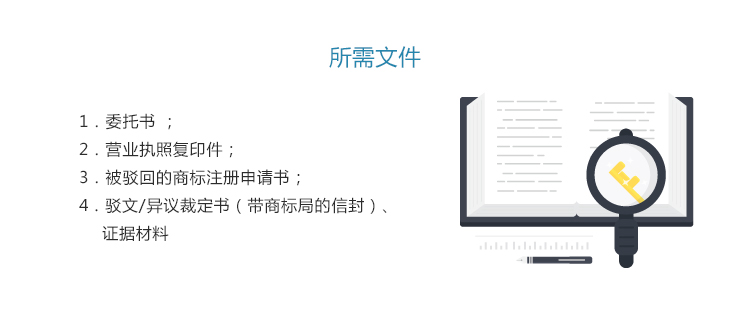 所需文件
1．委托书 ；
2．营业执照复印件；
3．被驳回的商标注册申请书；
4．驳文/异议裁定书（带商标局的信封）、
证据材料